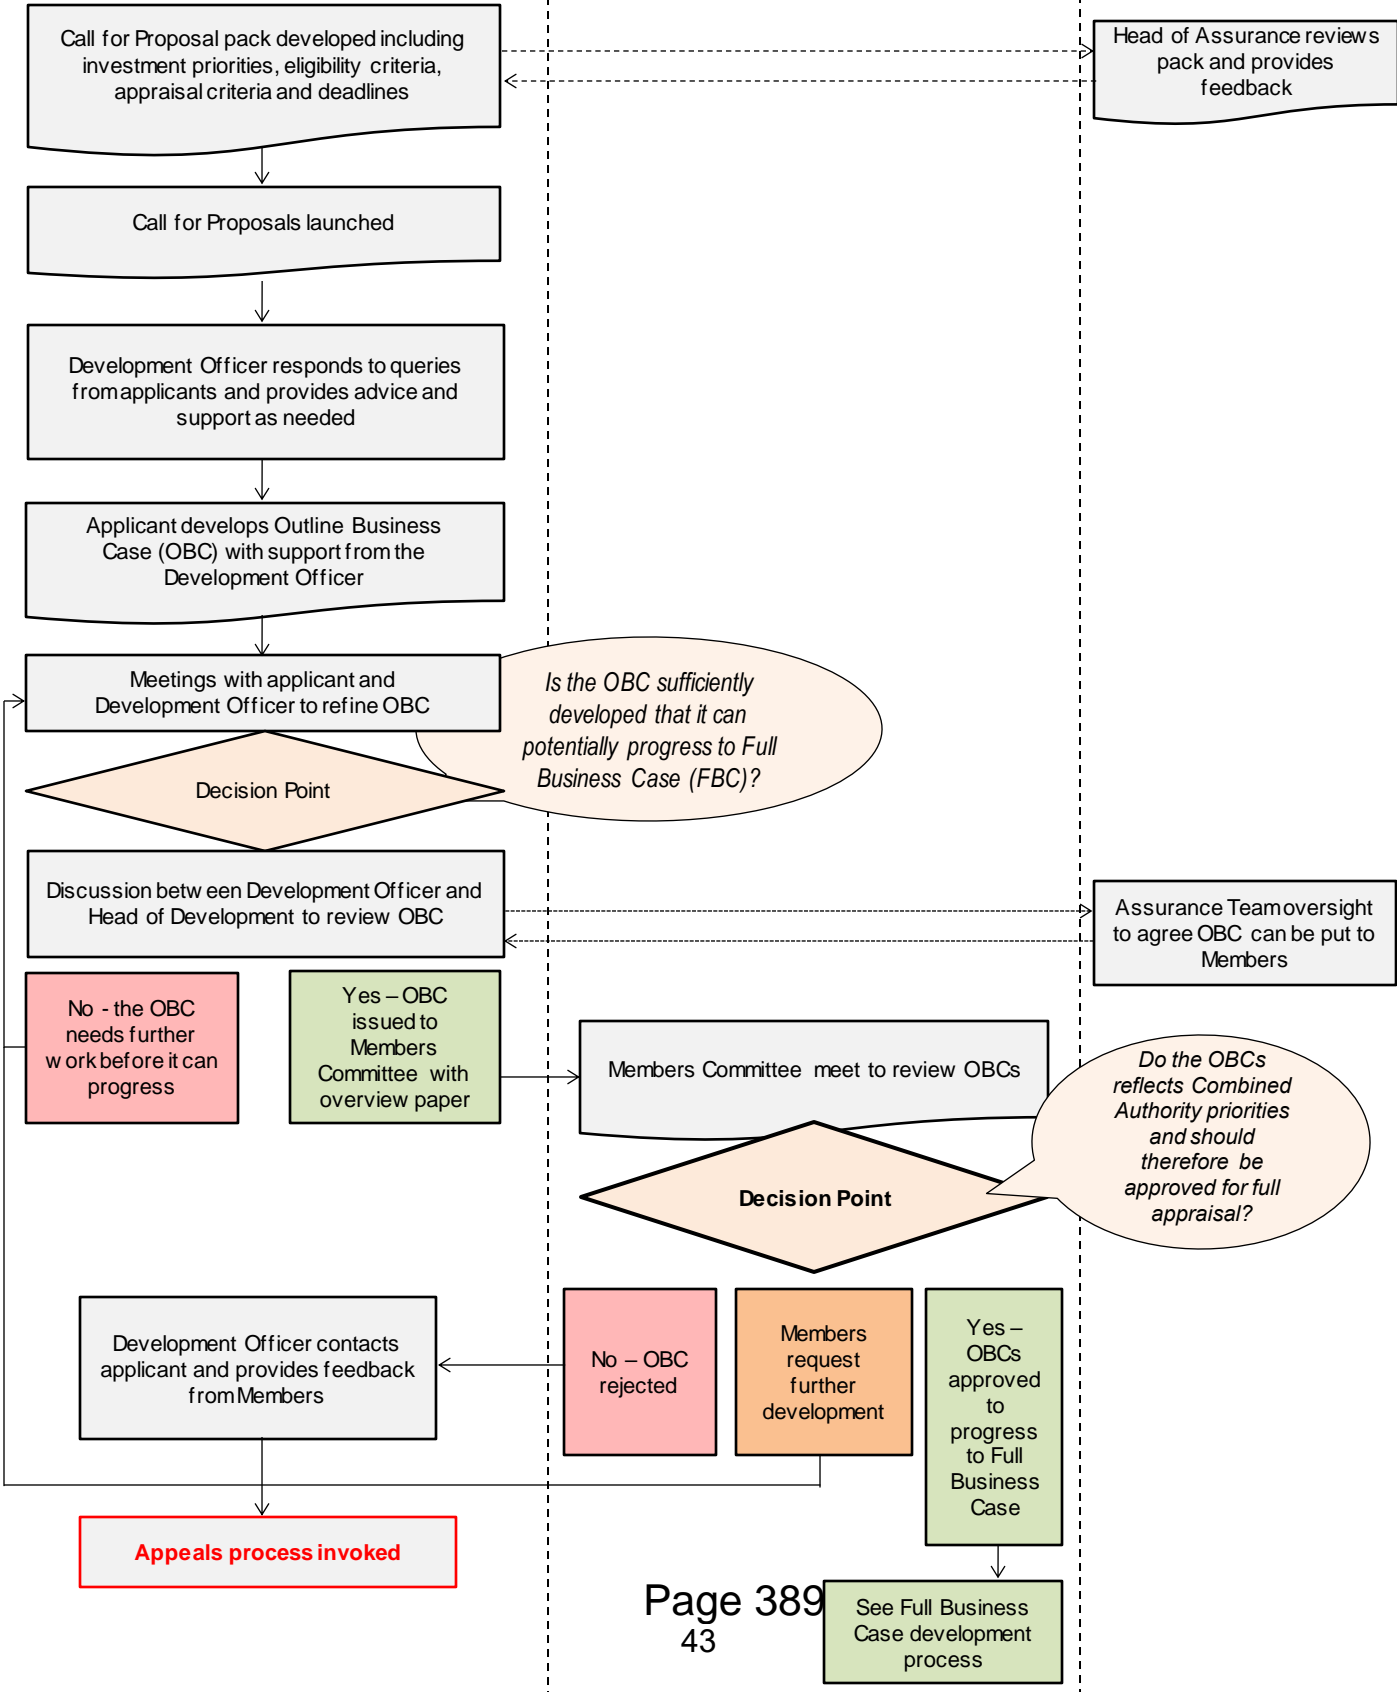 Call for Proposal pack developed including
investment priorities, eligibility criteria,
appraisal criteria and deadlines
Head of Assurance reviews
pack and provides
feedback
Call for Proposals launched
Development Officer responds to queries
from applicants and provides advice and
support as needed
Applicant develops Outline Business
Case (OBC) with support from the
Development Officer
Meetings with applicant and
Development Officer to refine OBC
Is the OBC sufficiently
developed that it can
potentially progress to Full
Business Case (FBC)?
Decision Point
Discussion between Development Officer and
Head of Development to review OBC
Assurance Team oversight
to agree OBC can be put to
Members
No - the OBC
needs further
work before it can
progress
Yes – OBC
issued to
Members
Committee with
overview paper
Members Committee meet to review OBCs
Do the OBCs
reflects Combined
Authority priorities
and should
therefore be
approved for full
appraisal?
Decision Point
Development Officer contacts
applicant and provides feedback
from Members
No – OBC
rejected
Members
request
further
development
Yes –
OBCs
approved
to
progress
to Full
Business
Case
Appeals process invoked
See Full Business
Case development
process
Page 389
43